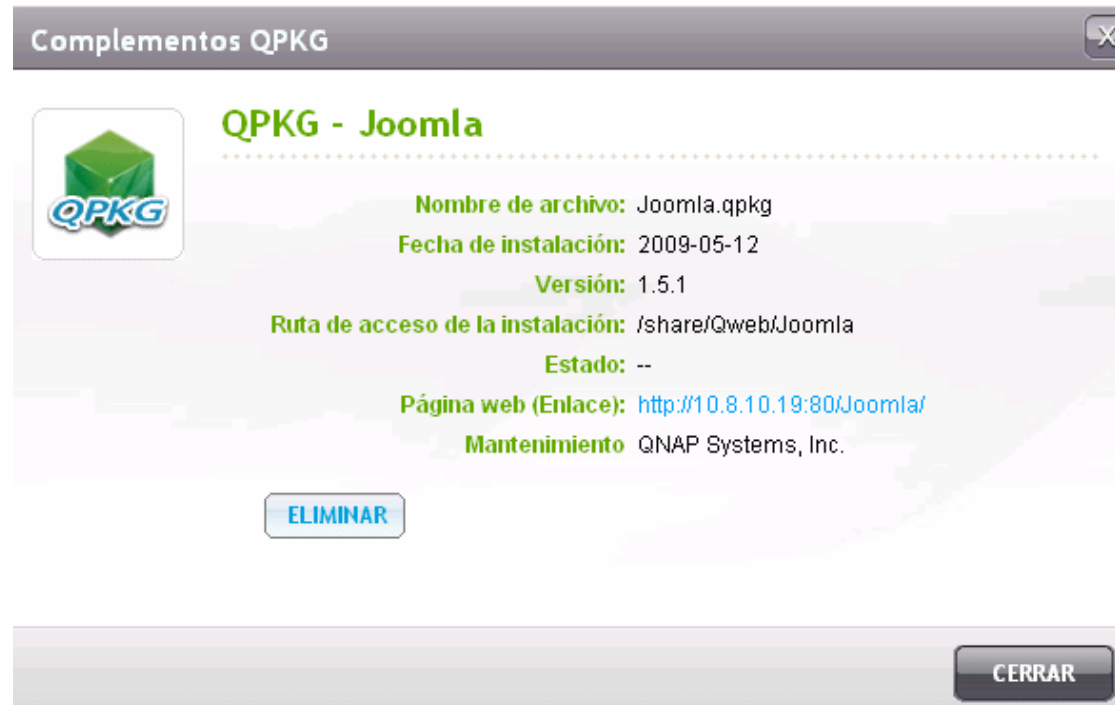 Complementos QPKG
X
QPKG
QPKG - Joomla
Nombre de archivo: Joomla.qpkg
Fecha de instalación: 2009-05-12
Versión: 1.5.1
Ruta de acceso de la instalación: /share/Qweb/Joomla
Estado: --
Página web (Enlace): http://10.8.10.19:80/Joomla/
Mantenimiento QNAP Systems, Inc.
ELIMINAR
CERRAR